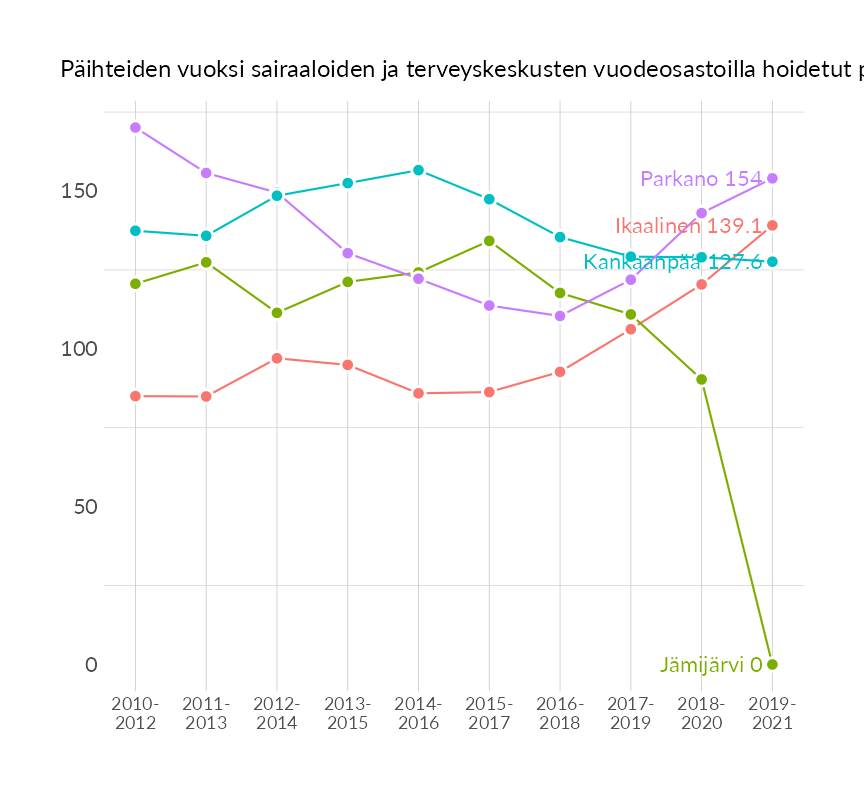 Päihteiden vuoksi sairaaloiden ja terveyskeskusten vuodeosastoilla hoidetut
150
100
50
0
Parkano 154
Ikaalinen 139.1
Kankaanpää 127.6
Jämijärvi 0
2010- 2011- 2012- 2013- 2014- 2015- 2016- 2017- 2018- 2019-
2012 2013 2014 2015 2016 2017 2018 2019 2020 2021